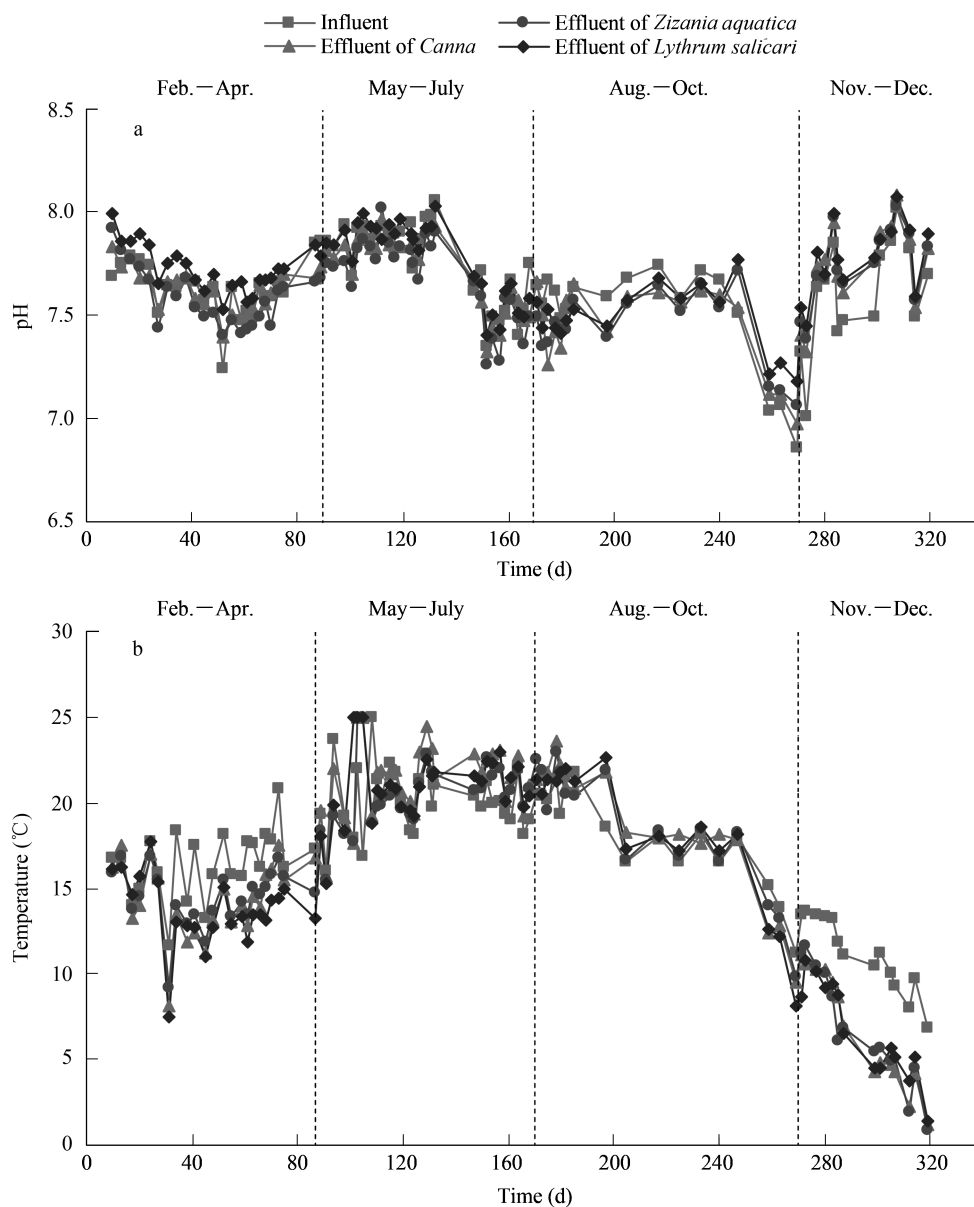 Influent
Effluent of Zizania aquatica
Effluent of Canna
Effluent of Lythrum salicari
Feb.—Apr.
May—July
Aug.—Oct.
Nov.—Dec.
8.5
a
8.0
7.5
7.0
6.5
pH
0 40 80 120 160 200 240 280 320
Time (d)
Feb.—Apr.
May—July
Aug.—Oct.
Nov.—Dec.
30
b
25
20
15
10
5
0
Temperature (℃)
0 40 80 120 160 200 240 280 320
Time (d)